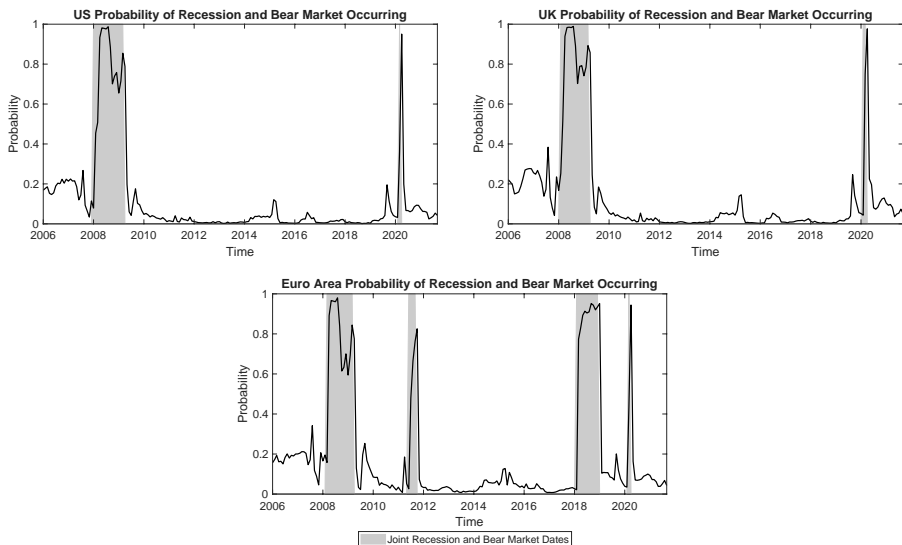 US Probability of Recession and Bear Market Occurring
1
0.8
0.6
0.4
0.2
0
Probability
2006 2008 2010 2012 2014 2016 2018 2020
Time
UK Probability of Recession and Bear Market Occurring
1
0.8
0.6
0.4
0.2
0
Probability
2006 2008 2010 2012 2014 2016 2018 2020
Time
Euro Area Probability of Recession and Bear Market Occurring
1
0.8
0.6
0.4
0.2
0
Probability
2006 2008 2010 2012 2014 2016 2018 2020
Time
Joint Recession and Bear Market Dates